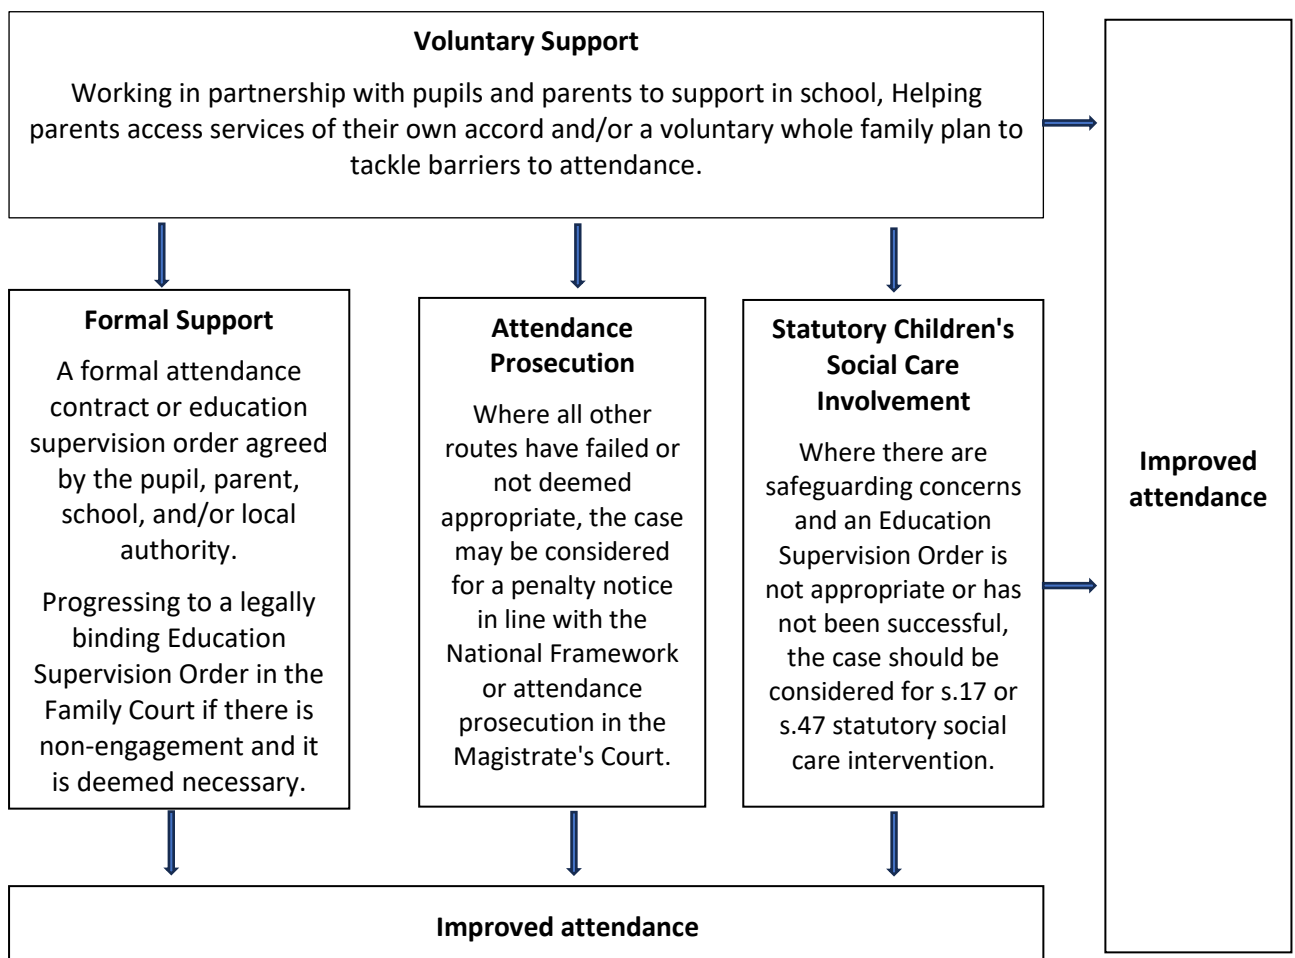 Voluntary Support
Working in partnership with pupils and parents to support in school, Helping
parents access services of their own accord and/or a voluntary whole family plan to
tackle barriers to attendance.
Formal Support
A formal attendance
contract or education
supervision order agreed
by the pupil, parent,
school, and/or local
authority.
Progressing to a legally
binding Education
Supervision Order in the
Family Court if there is
non-engagement and it
is deemed necessary.
Attendance
Prosecution
Where all other
routes have failed or
not deemed
appropriate, the case
may be considered
for a penalty notice
in line with the
National Framework
or attendance
prosecution in the
Magistrate's Court.
Statutory Children's
Social Care
Involvement
Where there are
safeguarding concerns
and an Education
Supervision Order is
not appropriate or has
not been successful,
the case should be
considered for s.17 or
s.47 statutory social
care intervention.
Improved
attendance
Improved attendance